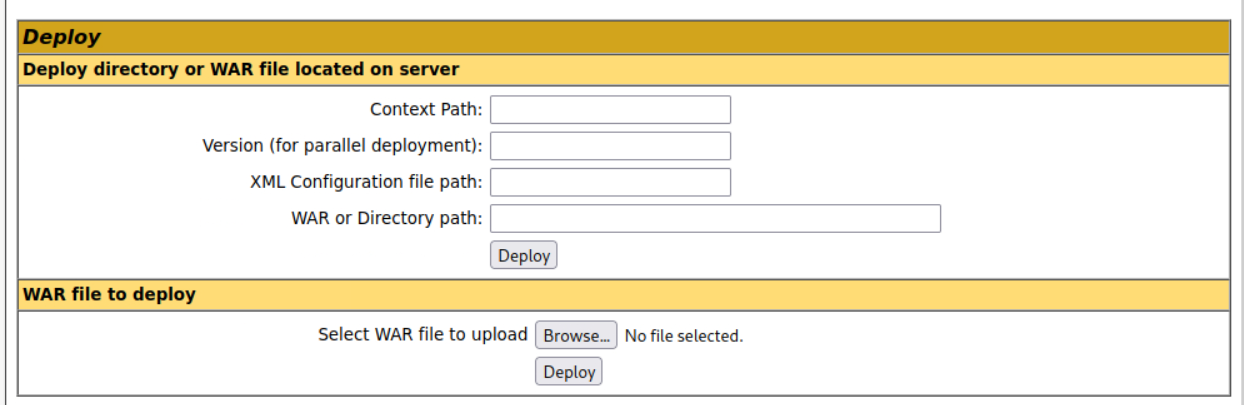 Deploy
Deploy directory or WAR file located on server
Context Path:
Version (for parallel deployment):
XML Configuration file path:
WAR or Directory path:
Deploy
WAR file to deploy
Select WAR file to upload Browse... No file selected.
Deploy